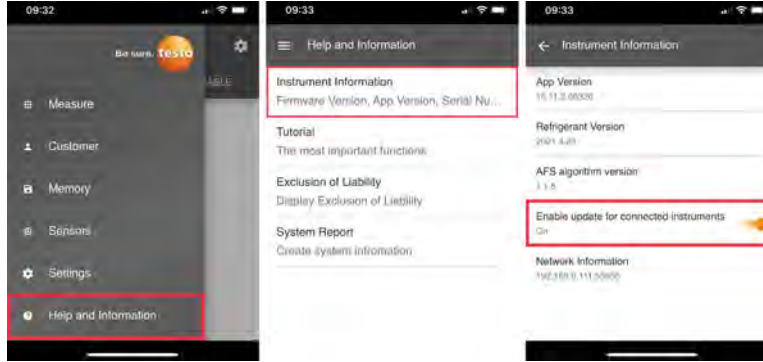 09:32
Be sure. testo
Measure
Customer
Memory
Sensors
Settings
Help and Information
09:33
Help and Information
Instrument Information
Firmware Version, App Version, Serial Nu...
Tutorial
The most important functions
Exclusion of Liability
Display Exclusion of Liability
System Report
Create system information
09:33
Instrument Information
App Version
Refrigerant Version
AFS algorithm version
Enable update for connected instruments
On
Network Information